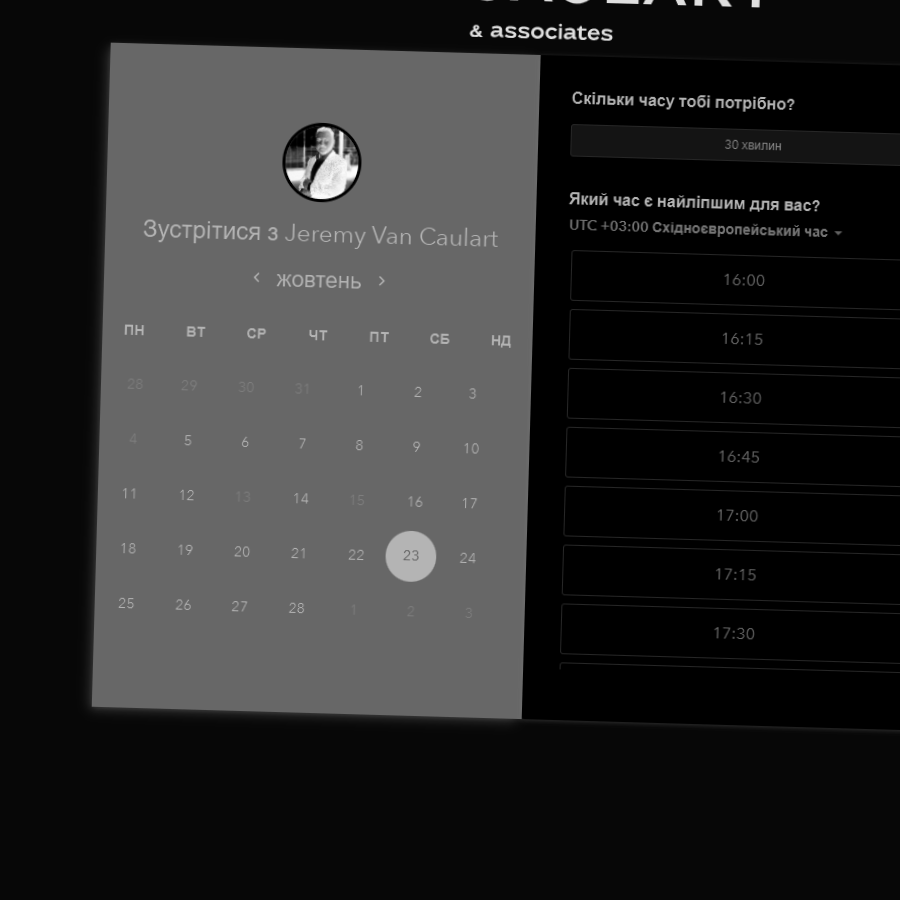 & associates
Зустрітися з Jeremy Van Caulart
жовтень
ПН ВТ СР ЧТ ПТ СБ НД
28 29 30 31 1 2 3
4 5 6 7 8 9 10
11 12 13 14 15 16 17
18 19 20 21 22 23 24
25 26 27 28 1 2 3
Скільки часу тобі потрібно?
30 хвилин
Який час є найліпшим для вас?
UTC +03:00 Східноєвропейський час
16:00
16:15
16:30
16:45
17:00
17:15
17:30